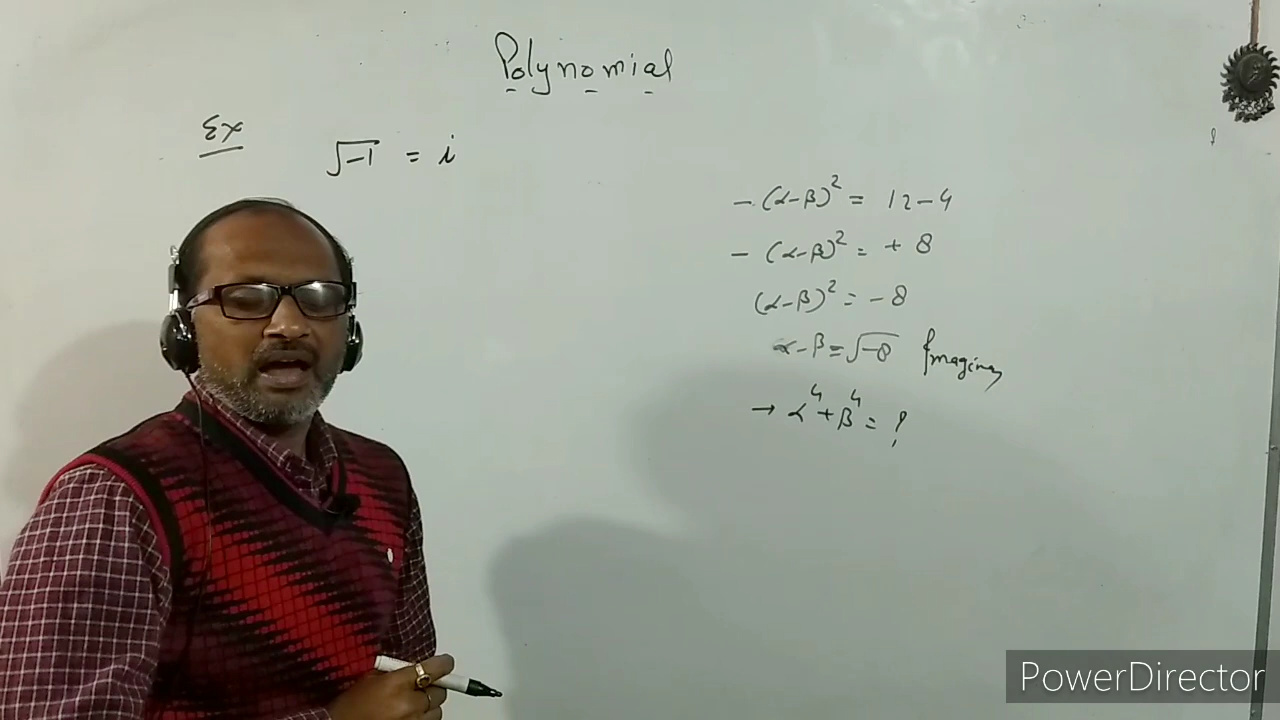 Polynomial
Ex
√-1 = i
-(α-β)² = 12-4
-(α-β)² = +8
(α-β)² = -8
α-β = √-8 Imaginary
→ α⁴+β⁴ = ?
PowerDirector